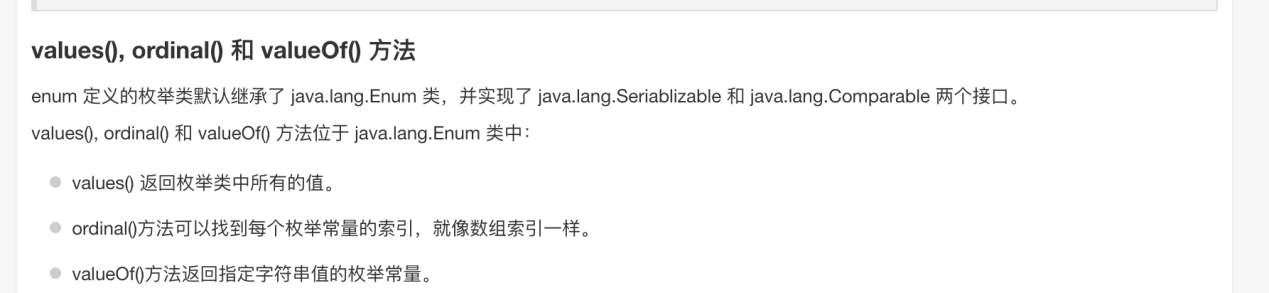 values(), ordinal() 和 valueOf() 方法
enum 定义的枚举类默认继承了 java.lang.Enum 类，并实现了 java.lang.Seriablizable 和 java.lang.Comparable 两个接口。
values(), ordinal() 和 valueOf() 方法位于 java.lang.Enum 类中：
values() 返回枚举类中所有的值。
ordinal()方法可以找到每个枚举常量的索引，就像数组索引一样。
valueOf()方法返回指定字符串值的枚举常量。